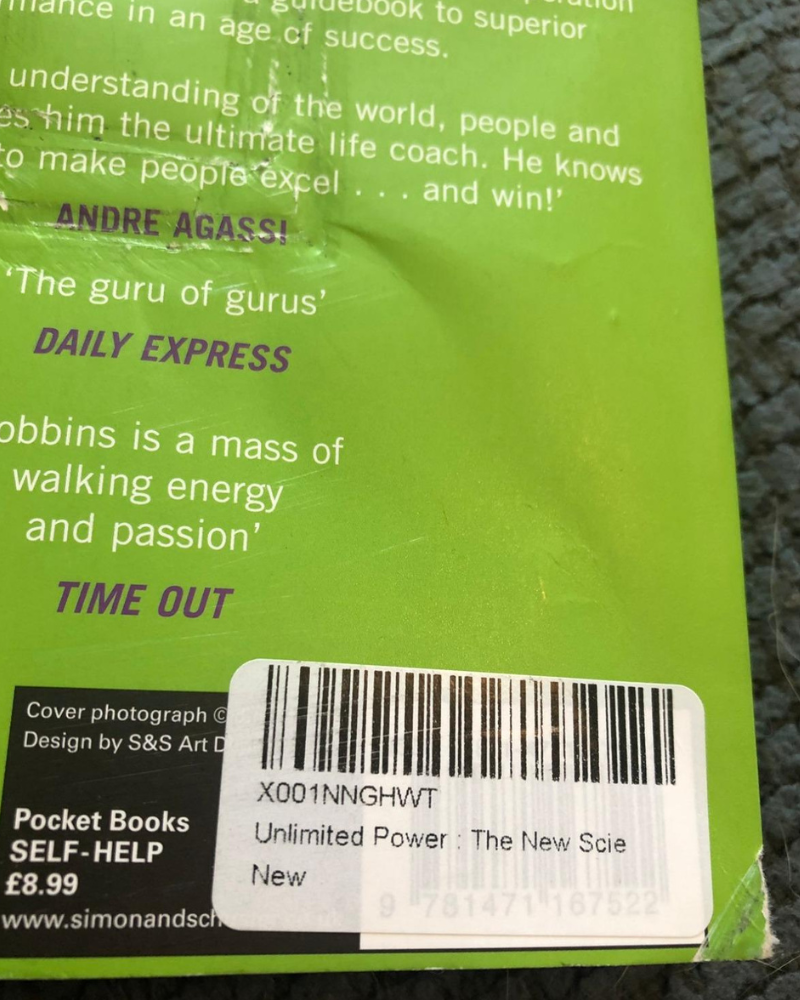 guidebook to superior
in an age of success.
understanding of the world, people and
him the ultimate life coach. He knows
to make people excel . . . and win!'
ANDRE AGASSI
'The guru of gurus'
DAILY EXPRESS
obbins is a mass of
walking energy
and passion'
TIME OUT
Cover photograph ©
Design by S&S Art D
Pocket Books
SELF-HELP
£8.99
www.simonandsch
X001NNGHWT
Unlimited Power : The New Scie
New
9 781471 167522